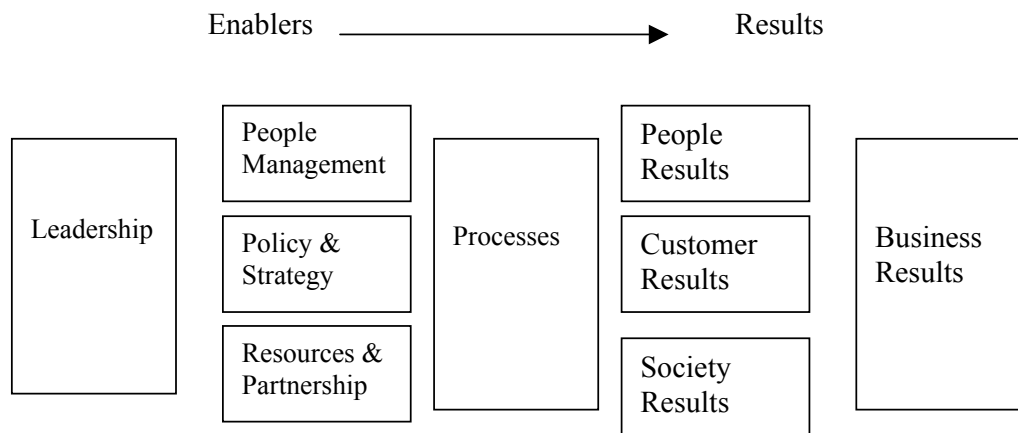 Enablers
Results
Leadership
People
Management
Policy &
Strategy
Resources &
Partnership
Processes
People
Results
Customer
Results
Society
Results
Business
Results